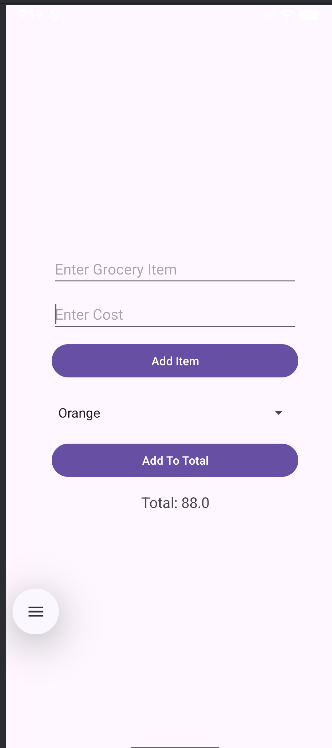 Enter Grocery Item
Enter Cost
Add Item
Orange
Add To Total
Total: 88.0